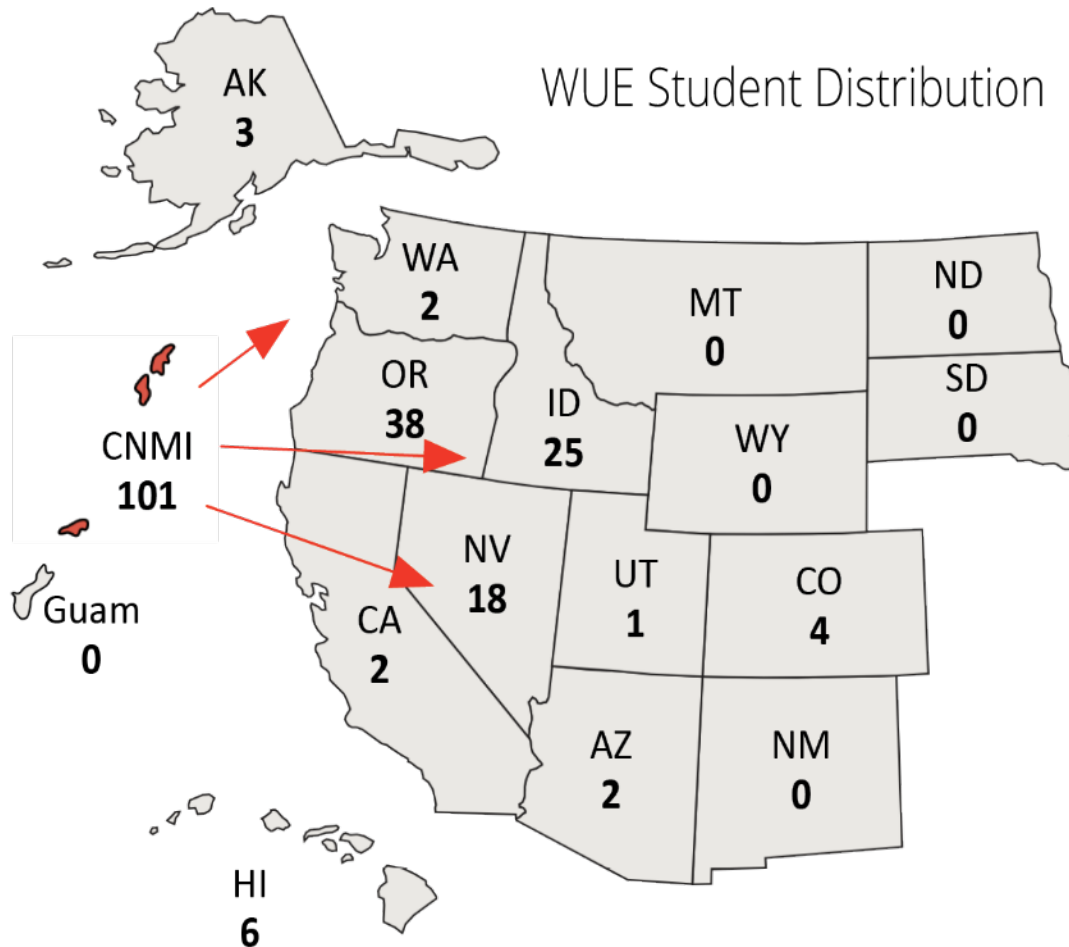 WUE Student Distribution
AK
3
WA
2
MT
0
ND
0
OR
38
ID
25
SD
0
WY
0
CNMI
101
NV
18
UT
1
CO
4
Guam
0
CA
2
AZ
2
NM
0
HI
6